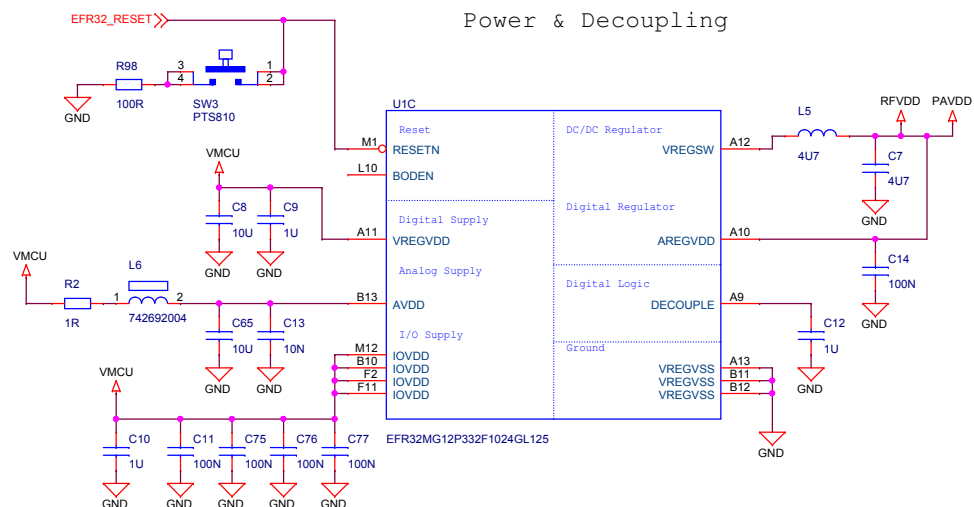 Power & Decoupling
EFR32_RESET
R98
100R
GND
3
4
1
2
SW3
PTS810
U1C
Reset
M1
RESETN
L10
BODEN
DC/DC Regulator
A12
VREGSW
L5
4U7
RFVDD
PAVDD
C7
4U7
GND
VMCU
C8
10U
GND
C9
1U
GND
Digital Supply
A11
VREGVDD
Digital Regulator
A10
AREGVDD
C14
100N
GND
VMCU
R2
1R
L6
1
2
742692004
Analog Supply
B13
AVDD
C65
10U
GND
C13
10N
GND
Digital Logic
A9
DECOUPLE
C12
1U
GND
I/O Supply
M12
IOVDD
B10
IOVDD
F2
IOVDD
F11
IOVDD
Ground
A13
VREGVSS
B11
VREGVSS
B12
VREGVSS
GND
VMCU
C10
1U
GND
C11
100N
GND
C75
100N
GND
C76
100N
GND
C77
100N
GND
EFR32MG12P332F1024GL125